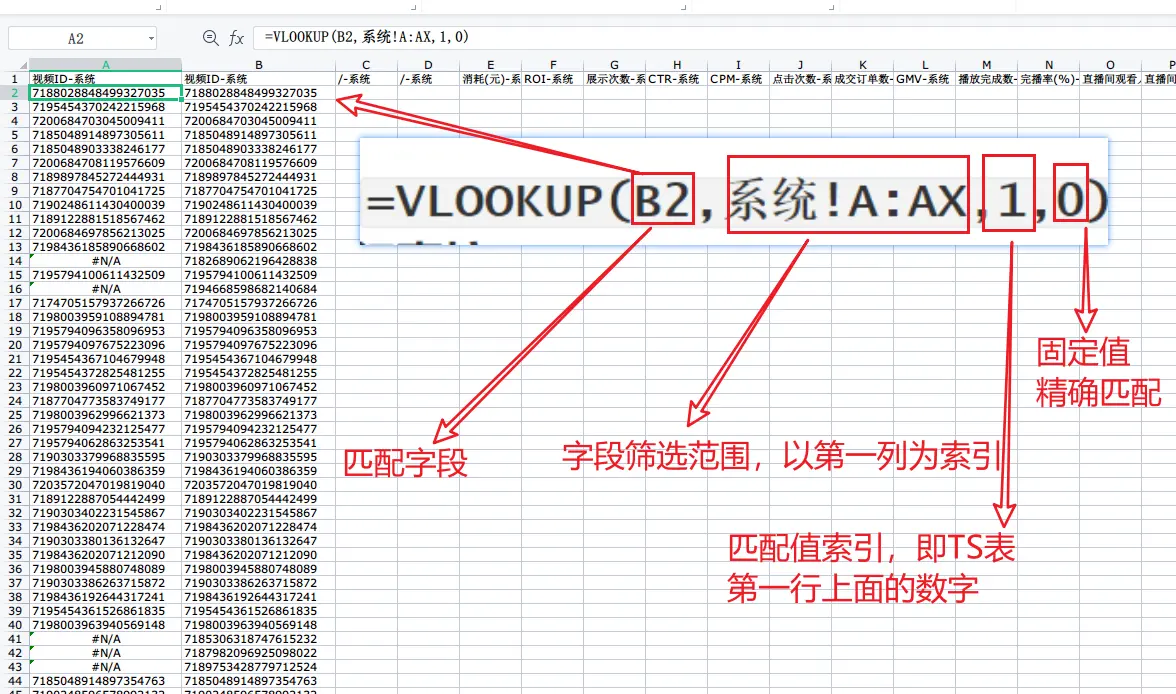 A2
fx
=VLOOKUP(B2,系统!A:AX,1,0)
A B C D E F G H I J K L M N O P
1 视频ID-系统 视频ID-系统 /-系统 /-系统 消耗(元)-系 ROI-系统 展示次数-系 CTR-系统 CPM-系统 点击次数-系 成交订单数- GMV-系统 播放完成数- 完播率(%)- 直播间观看 直播间
2 7188028848499327035 7188028848499327035
3 7195454370242215968 7195454370242215968
4 7200684703045009411 7200684703045009411
5 7185048914897305611 7185048914897305611
6 7185048903338246177 7185048903338246177
7 7200684708119576609 7200684708119576609
8 7189897845272444931 7189897845272444931
9 7187704754701041725 7187704754701041725
10 7190248611430400039 7190248611430400039
11 7189122881518567462 7189122881518567462
12 7200684697856213025 7200684697856213025
13 7198436185890668602 7198436185890668602
14 #N/A 7182689062196428838
15 7195794100611432509 7195794100611432509
16 #N/A 7194668598682140684
17 7174705157937266726 7174705157937266726
18 7198003959108894781 7198003959108894781
19 7195794096358096953 7195794096358096953
20 7195794097675223096 7195794097675223096
21 7195454367104679948 7195454367104679948
22 7195454372825481255 7195454372825481255
23 7198003960971067452 7198003960971067452
24 7187704773583749177 7187704773583749177
25 7198003962996621373 7198003962996621373
26 7195794094232125477 7195794094232125477
27 7195794062863253541 7195794062863253541
28 7190303379968835595 7190303379968835595
29 7198436194060386359 7198436194060386359
30 7203572047019819040 7203572047019819040
31 7189122887054442499 7189122887054442499
32 7190303402231545867 7190303402231545867
33 7198436202071228474 7198436202071228474
34 7190303380136132647 7190303380136132647
35 7198436202071212090 7198436202071212090
36 7198003945880748089 7198003945880748089
37 7190303386263715872 7190303386263715872
38 7198436192644317241 7198436192644317241
39 7195454361526861835 7195454361526861835
40 7198003963940569148 7198003963940569148
41 #N/A 7185306318747615232
42 #N/A 7187982096925098022
43 #N/A 7189753428779712524
44 7185048914897354763 7185048914897354763
=VLOOKUP(B2,系统!A:AX,1,0)
固定值
精确匹配
匹配字段
字段筛选范围，以第一列为索引
匹配值索引，即TS表
第一行上面的数字